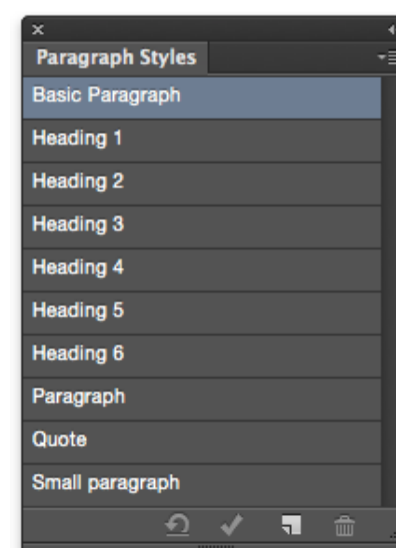 Paragraph Styles
Basic Paragraph
Heading 1
Heading 2
Heading 3
Heading 4
Heading 5
Heading 6
Paragraph
Quote
Small paragraph